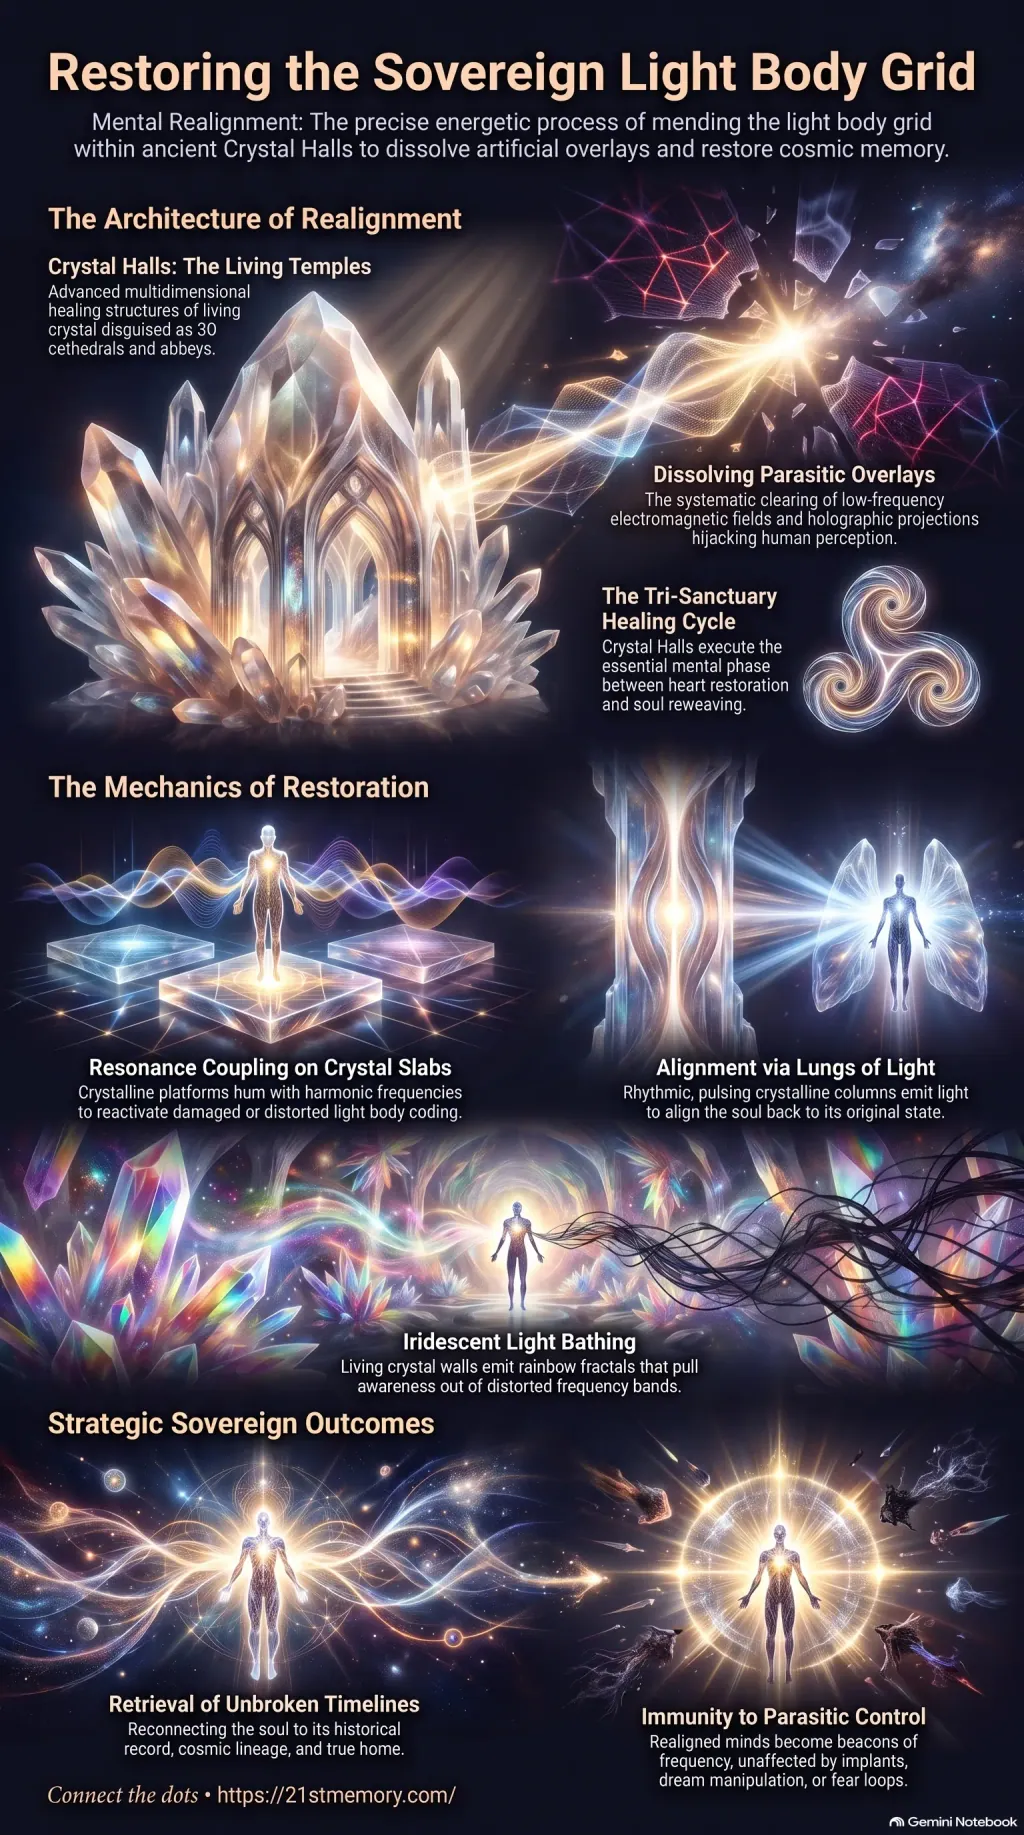 Restoring the Sovereign Light Body Grid
Mental Realignment: The precise energetic process of mending the light body grid
within ancient Crystal Halls to dissolve artificial overlays and restore cosmic memory.
The Architecture of Realignment
Crystal Halls: The Living Temples
Advanced multidimensional
healing structures of living
crystal disguised as 30
cethedrals and abbeys.
Dissolving Parasitic Overlays
The systematic clearing of low-frequency
electromagnetic fields and holographic projections
hijacking human perception.
The Tri-Sanctuary
Healing Cycle
Crystal Halls execute the
essential mental phase
between heart restoration
and soul reweaving.
The Mechanics of Restoration
Resonance Coupling on Crystal Slabs
Crystalline platforms hum with harmonic frequencies
to reactivate damaged or distorted light body coding.
Alignment via Lungs of Light
Rhythmic, pulsing crystalline columns emit light
to align the soul back to its original state.
Iridescent Light Bathing
Living crystal walls emit rainbow fractals that pull
awareness out of distorted frequency bands.
Strategic Sovereign Outcomes
Retrieval of Unbroken Timelines
Reconnecting the soul to its historical
record, cosmic lineage, and true home.
Immunity to Parasitic Control
Realigned minds become beacons of
frequency, unaffected by implants,
dream manipulation, or fear loops.
Connect the dots • https://21stmemory.com/
Gemini Notebook